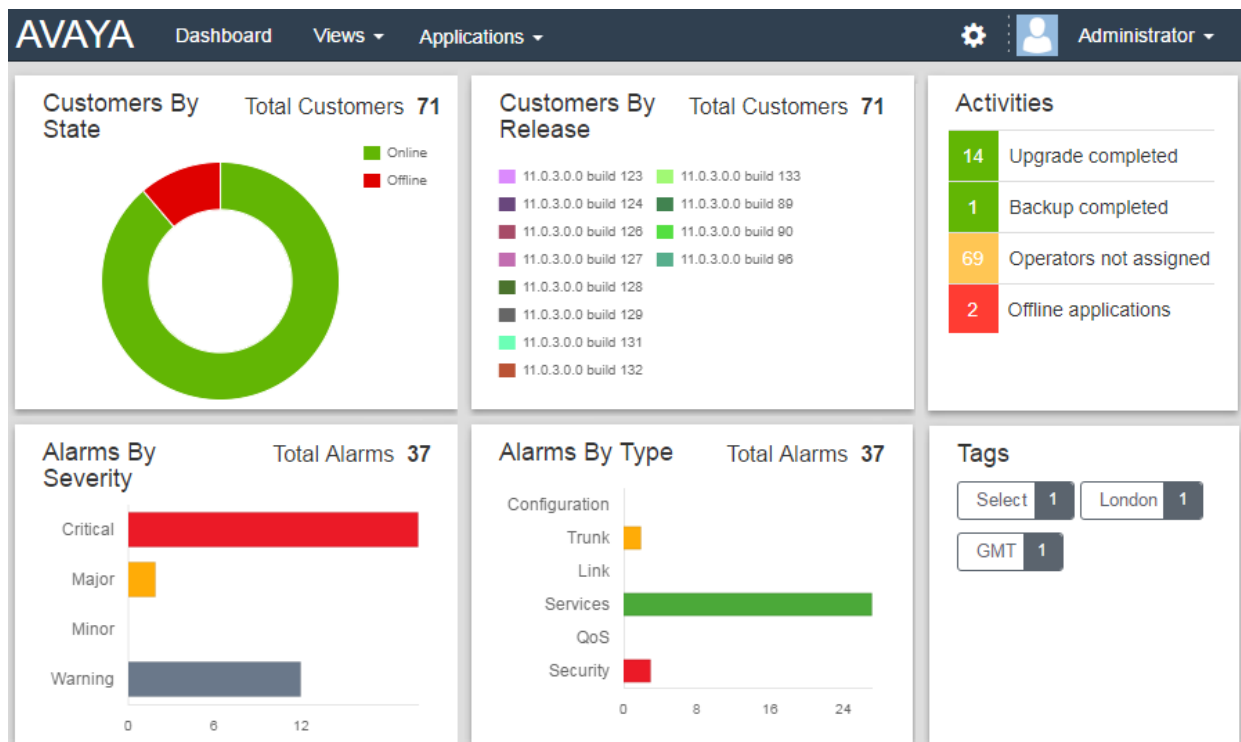 AVAYA Dashboard Views Applications Administrator
Customers By State
Total Customers 71
Online
Offline
Customers By Release
Total Customers 71
11.0.3.0.0 build 123
11.0.3.0.0 build 124
11.0.3.0.0 build 126
11.0.3.0.0 build 127
11.0.3.0.0 build 128
11.0.3.0.0 build 129
11.0.3.0.0 build 131
11.0.3.0.0 build 132
11.0.3.0.0 build 133
11.0.3.0.0 build 89
11.0.3.0.0 build 90
11.0.3.0.0 build 96
Activities
14 Upgrade completed
1 Backup completed
69 Operators not assigned
2 Offline applications
Alarms By Severity
Total Alarms 37
Critical
Major
Minor
Warning
0 6 12
Alarms By Type
Total Alarms 37
Configuration
Trunk
Link
Services
QoS
Security
0 8 16 24
Tags
Select 1 London 1
GMT 1